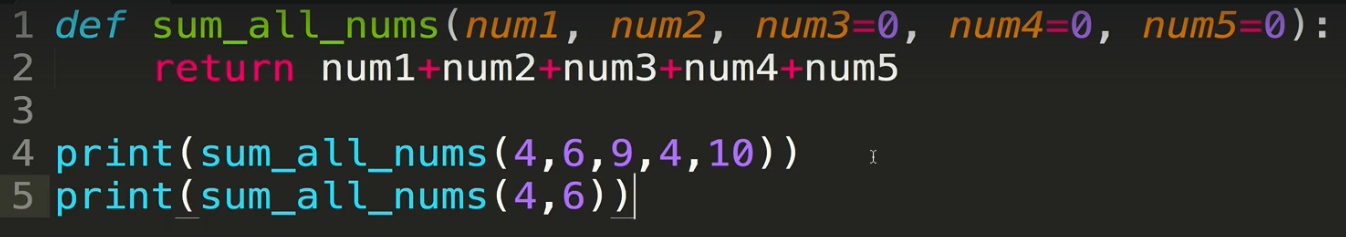 1 def sum_all_nums(num1, num2, num3=0, num4=0, num5=0):
2     return num1+num2+num3+num4+num5
3
4 print(sum_all_nums(4,6,9,4,10))
5 print(sum_all_nums(4,6))